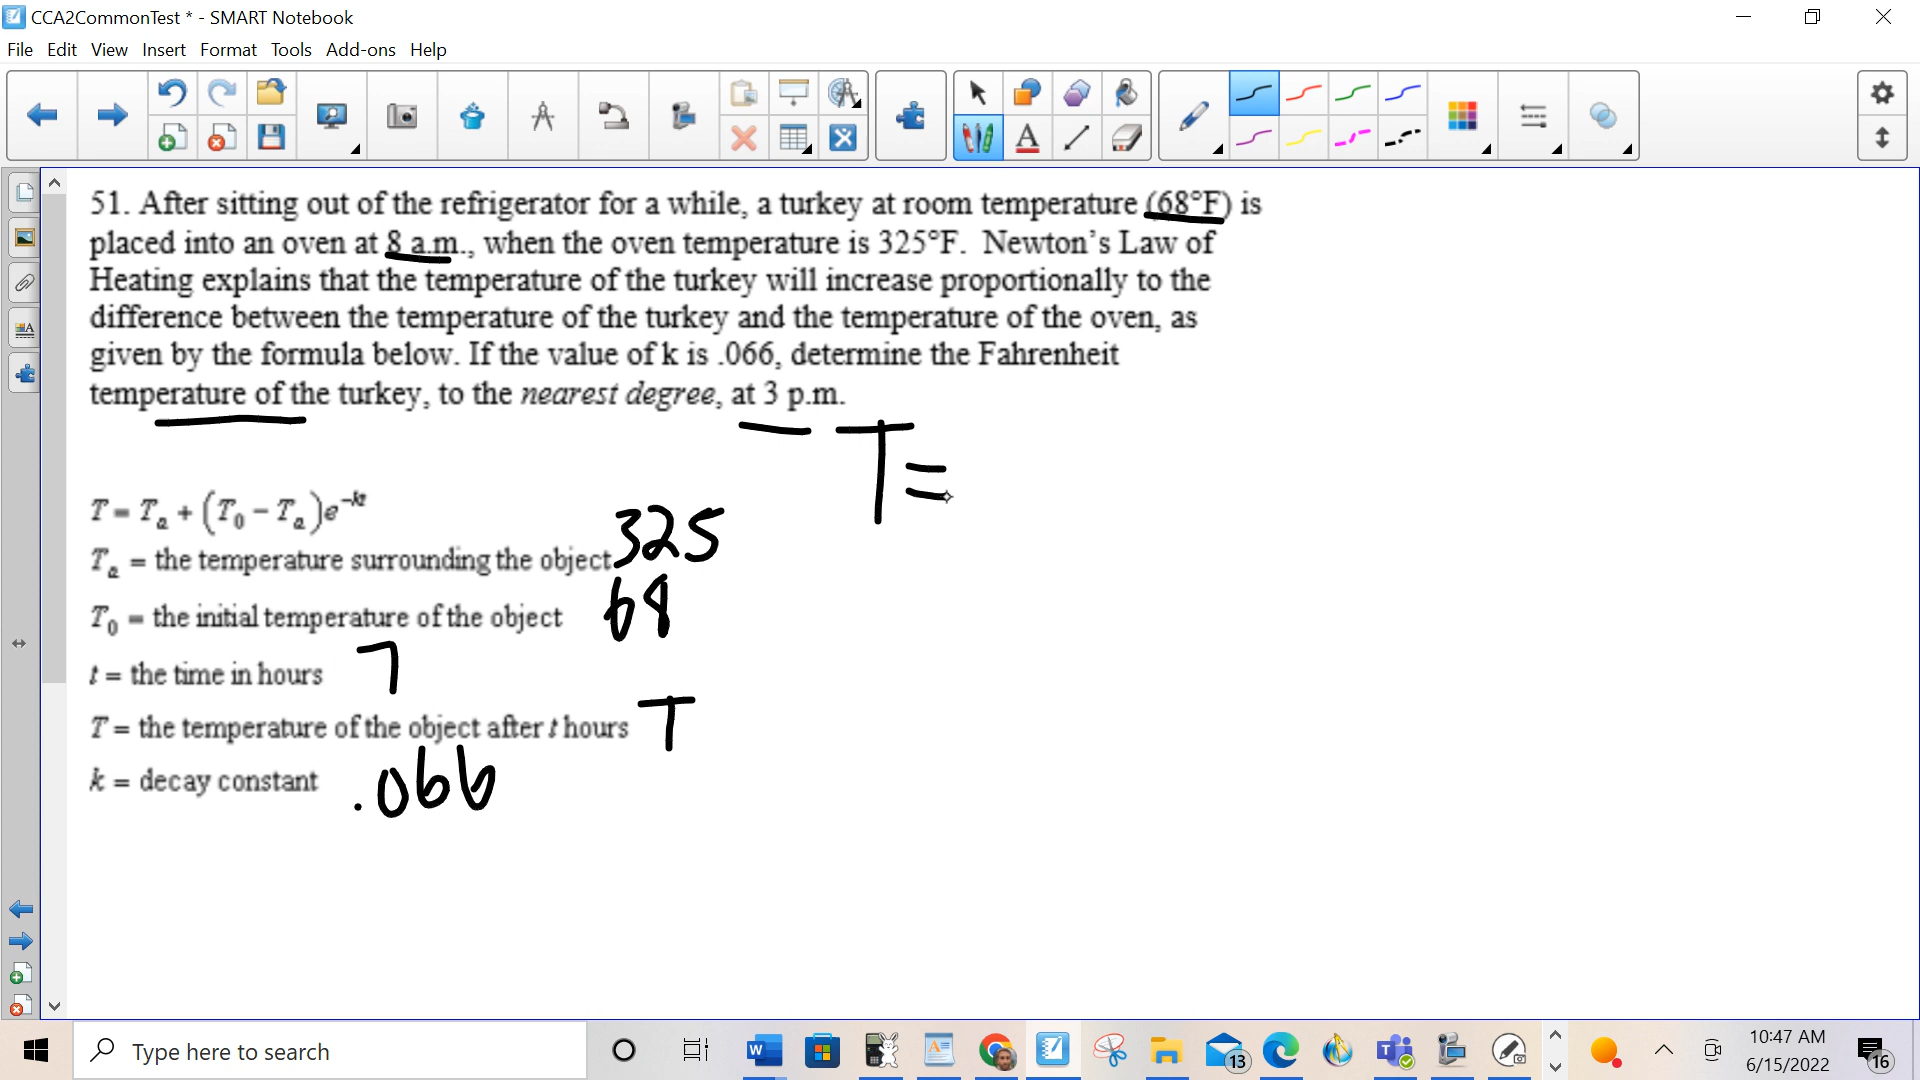 CCA2CommonTest * - SMART Notebook
File Edit View Insert Format Tools Add-ons Help
51. After sitting out of the refrigerator for a while, a turkey at room temperature (68°F) is
placed into an oven at 8 a.m., when the oven temperature is 325°F. Newton's Law of
Heating explains that the temperature of the turkey will increase proportionally to the
difference between the temperature of the turkey and the temperature of the oven, as
given by the formula below. If the value of k is .066, determine the Fahrenheit
temperature of the turkey, to the nearest degree, at 3 p.m.
T=
T = Tₐ + (T₀ − Tₐ)e^−kt
Tₐ = the temperature surrounding the object 325
T₀ = the initial temperature of the object 68
t = the time in hours 7
T = the temperature of the object after t hours T
k = decay constant .066
Type here to search
13
10:47 AM
6/15/2022
16